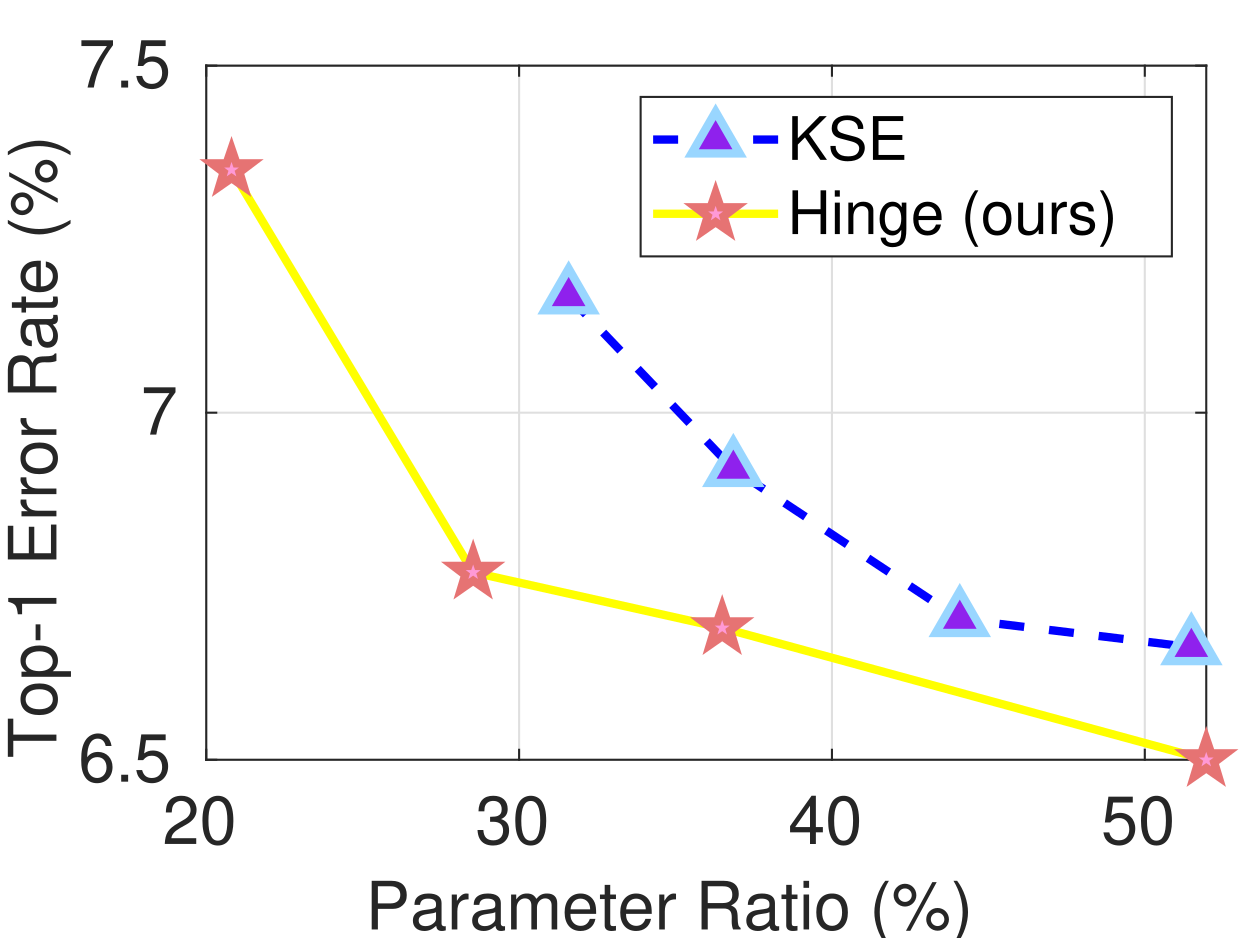 7.5
7
6.5
Top-1 Error Rate (%)
KSE
Hinge (ours)
20 30 40 50
Parameter Ratio (%)